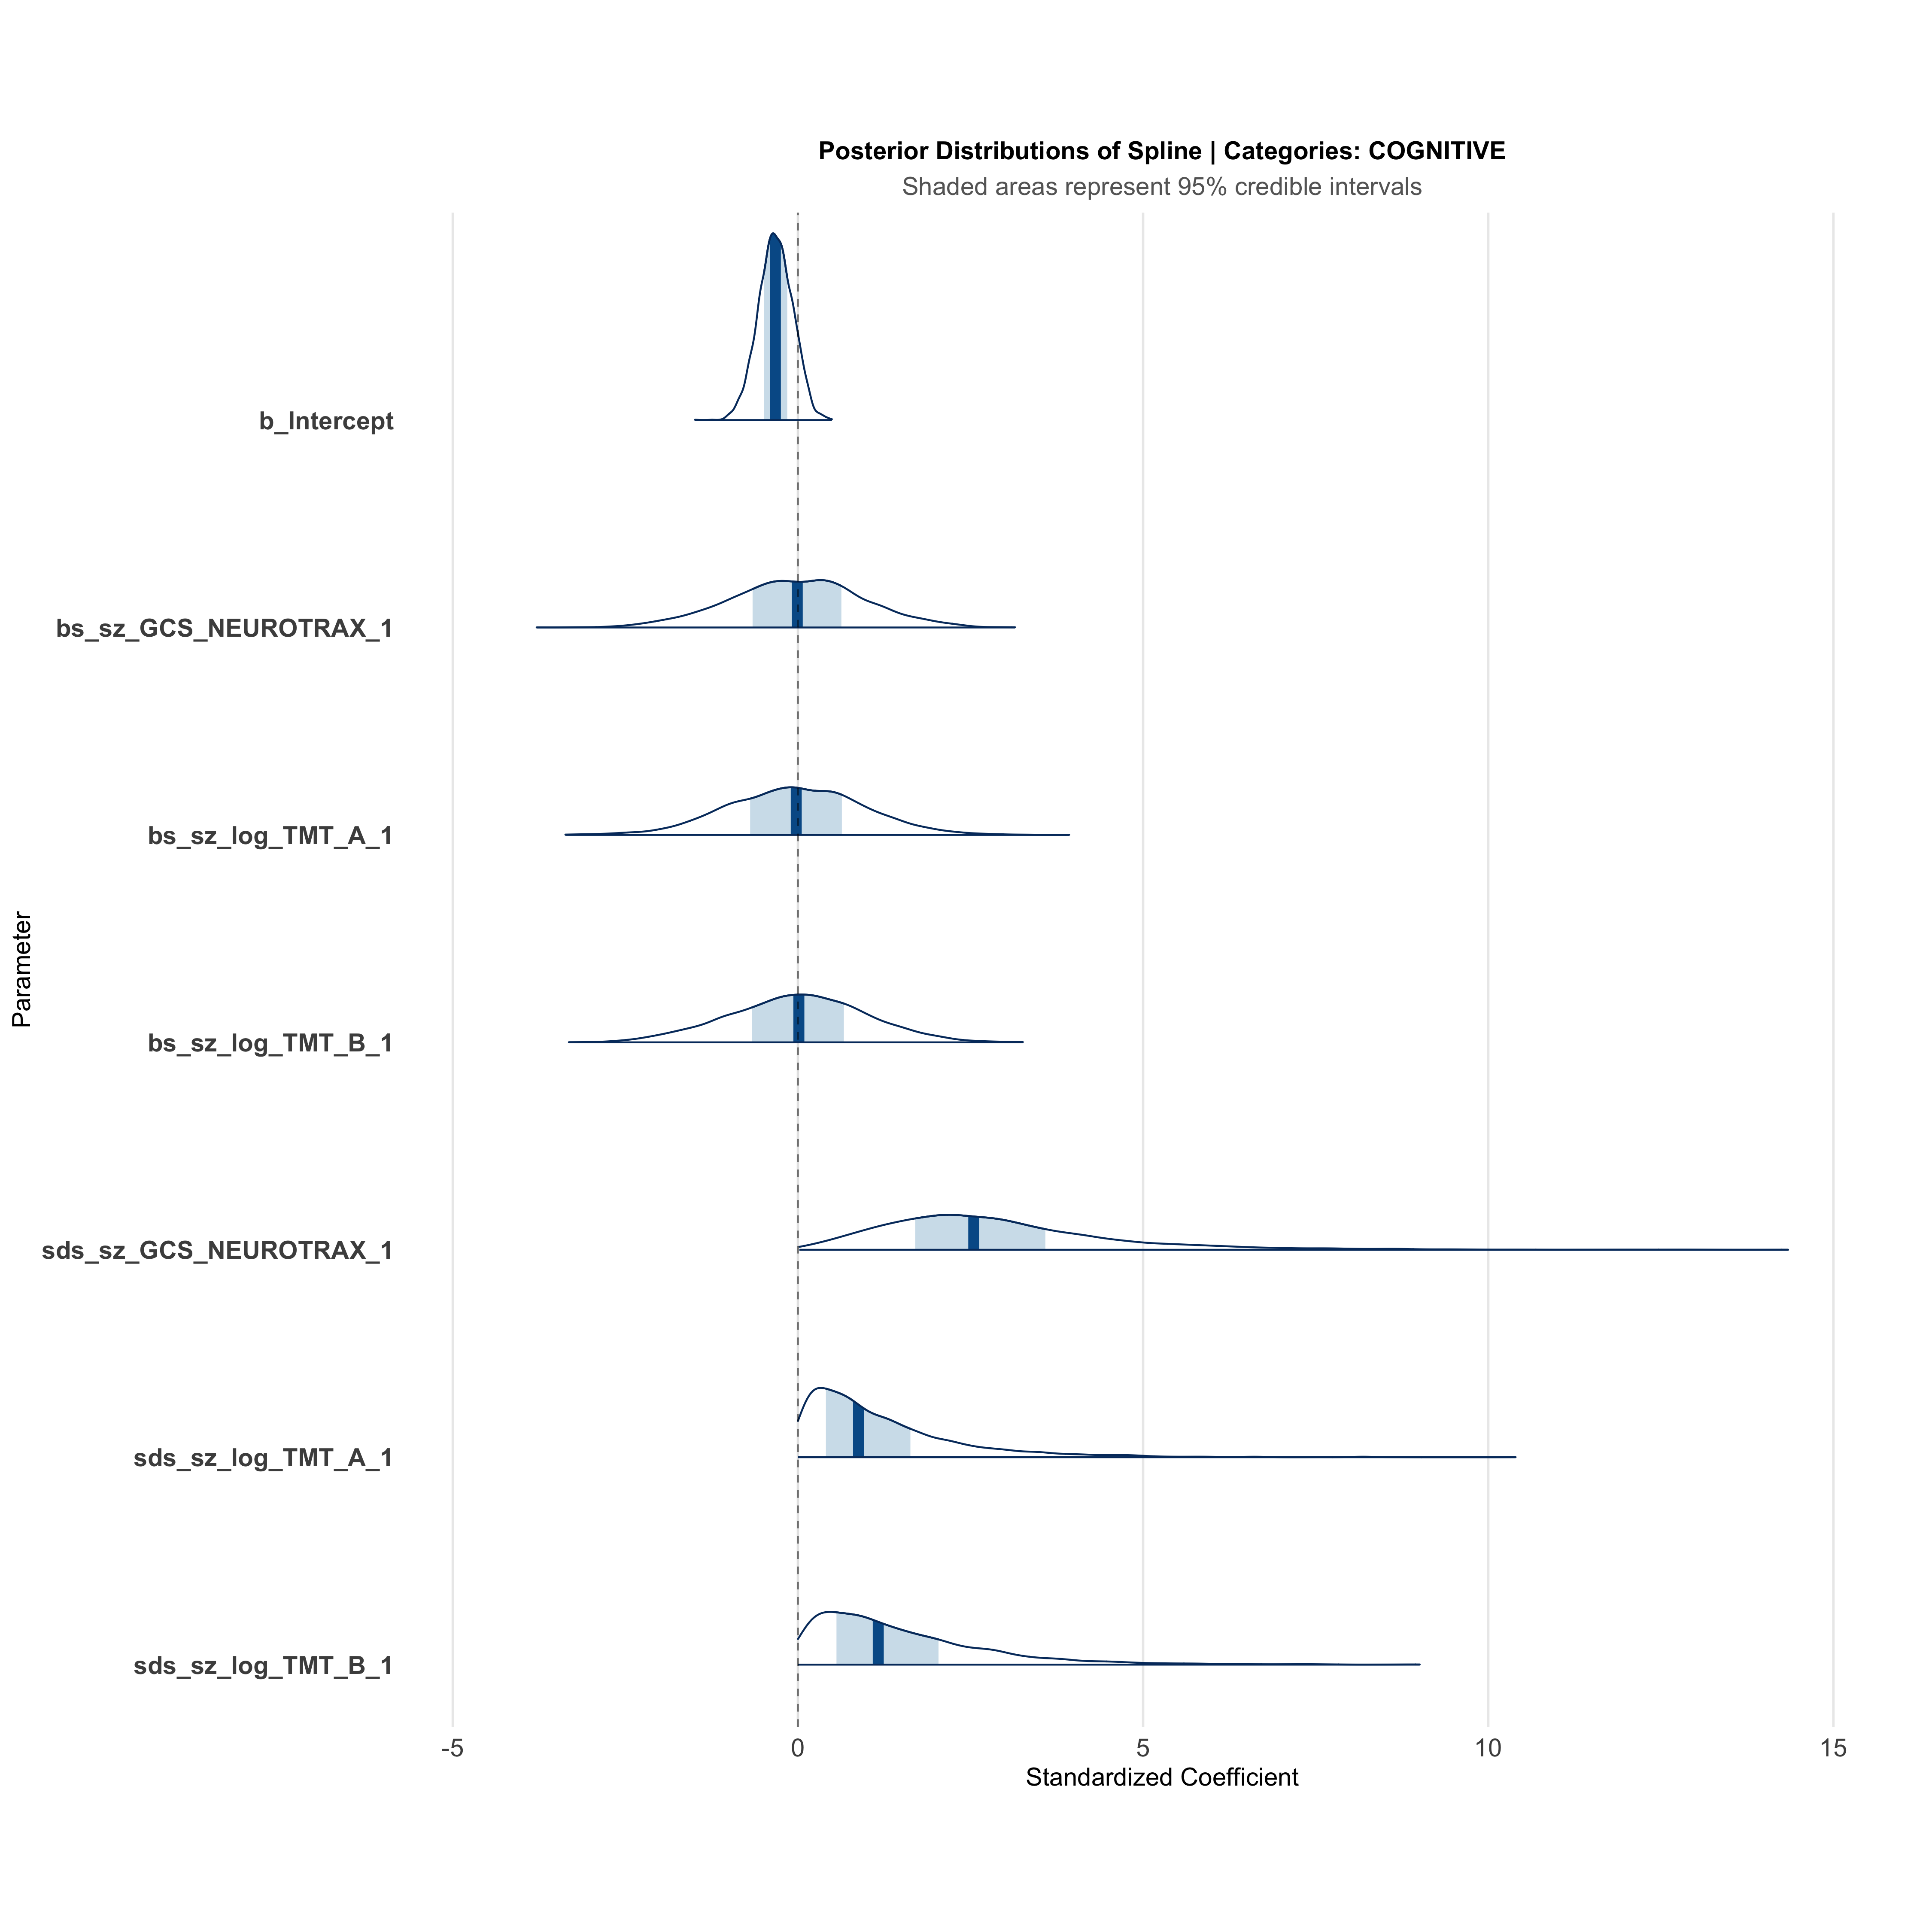 Posterior Distributions of Spline | Categories: COGNITIVE
Shaded areas represent 95% credible intervals
b_Intercept
bs_sz_GCS_NEUROTRAX_1
bs_sz_log_TMT_A_1
Parameter
bs_sz_log_TMT_B_1
sds_sz_GCS_NEUROTRAX_1
sds_sz_log_TMT_A_1
sds_sz_log_TMT_B_1
-5 0 5 10 15
Standardized Coefficient